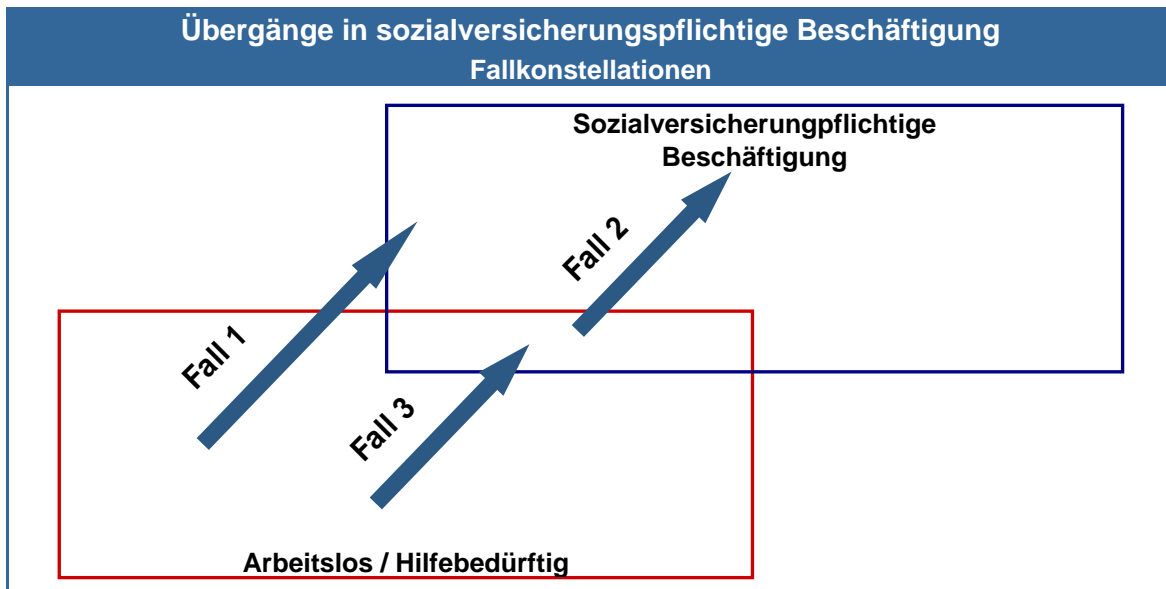 Übergänge in sozialversicherungspflichtige Beschäftigung
Fallkonstellationen
Sozialversicherungpflichtige
Beschäftigung
Fall 1
Fall 2
Fall 3
Arbeitslos / Hilfebedürftig